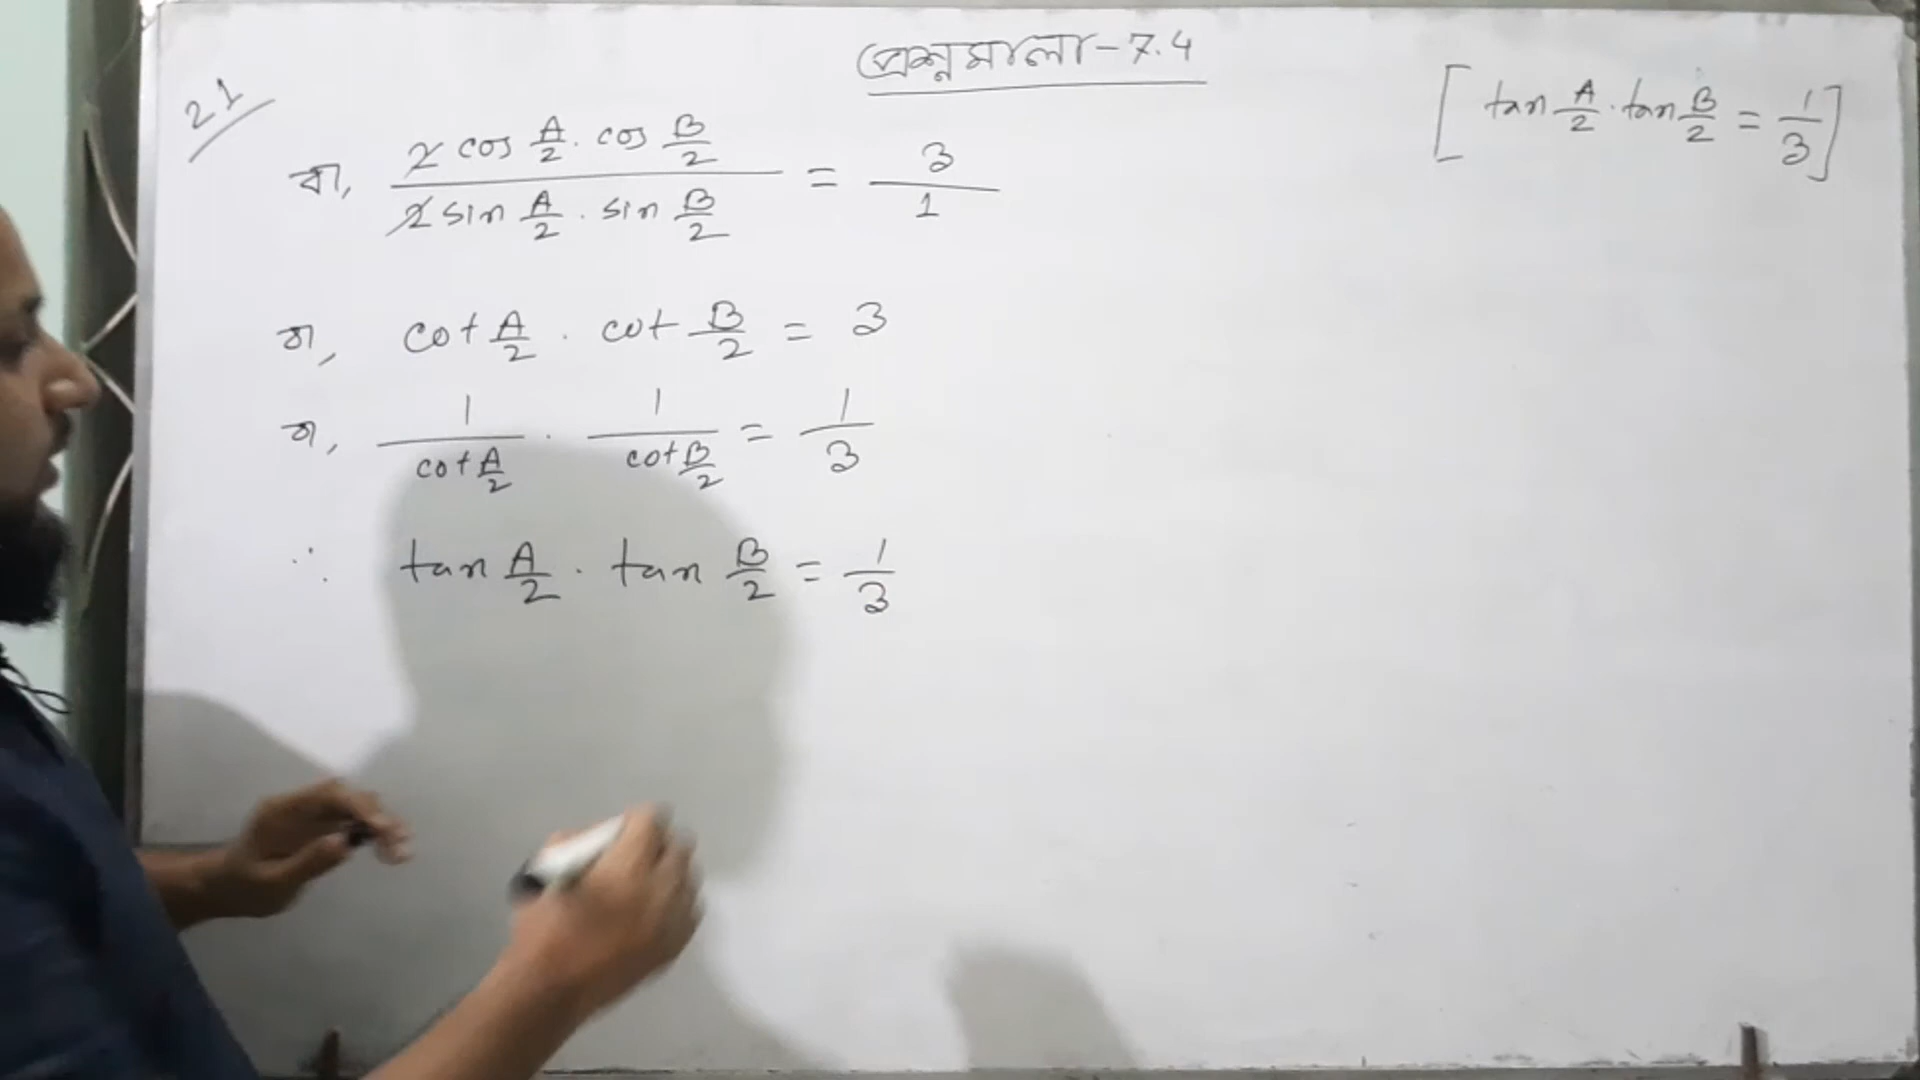 প্রশ্নমালা-7.4
21
[tan A/2 . tan B/2 = 1/3]
বা, 2 cos A/2 . cos B/2 / 2 sin A/2 . sin B/2 = 3/1
বা, cot A/2 . cot B/2 = 3
বা, 1/cot A/2 . 1/cot B/2 = 1/3
∴ tan A/2 . tan B/2 = 1/3